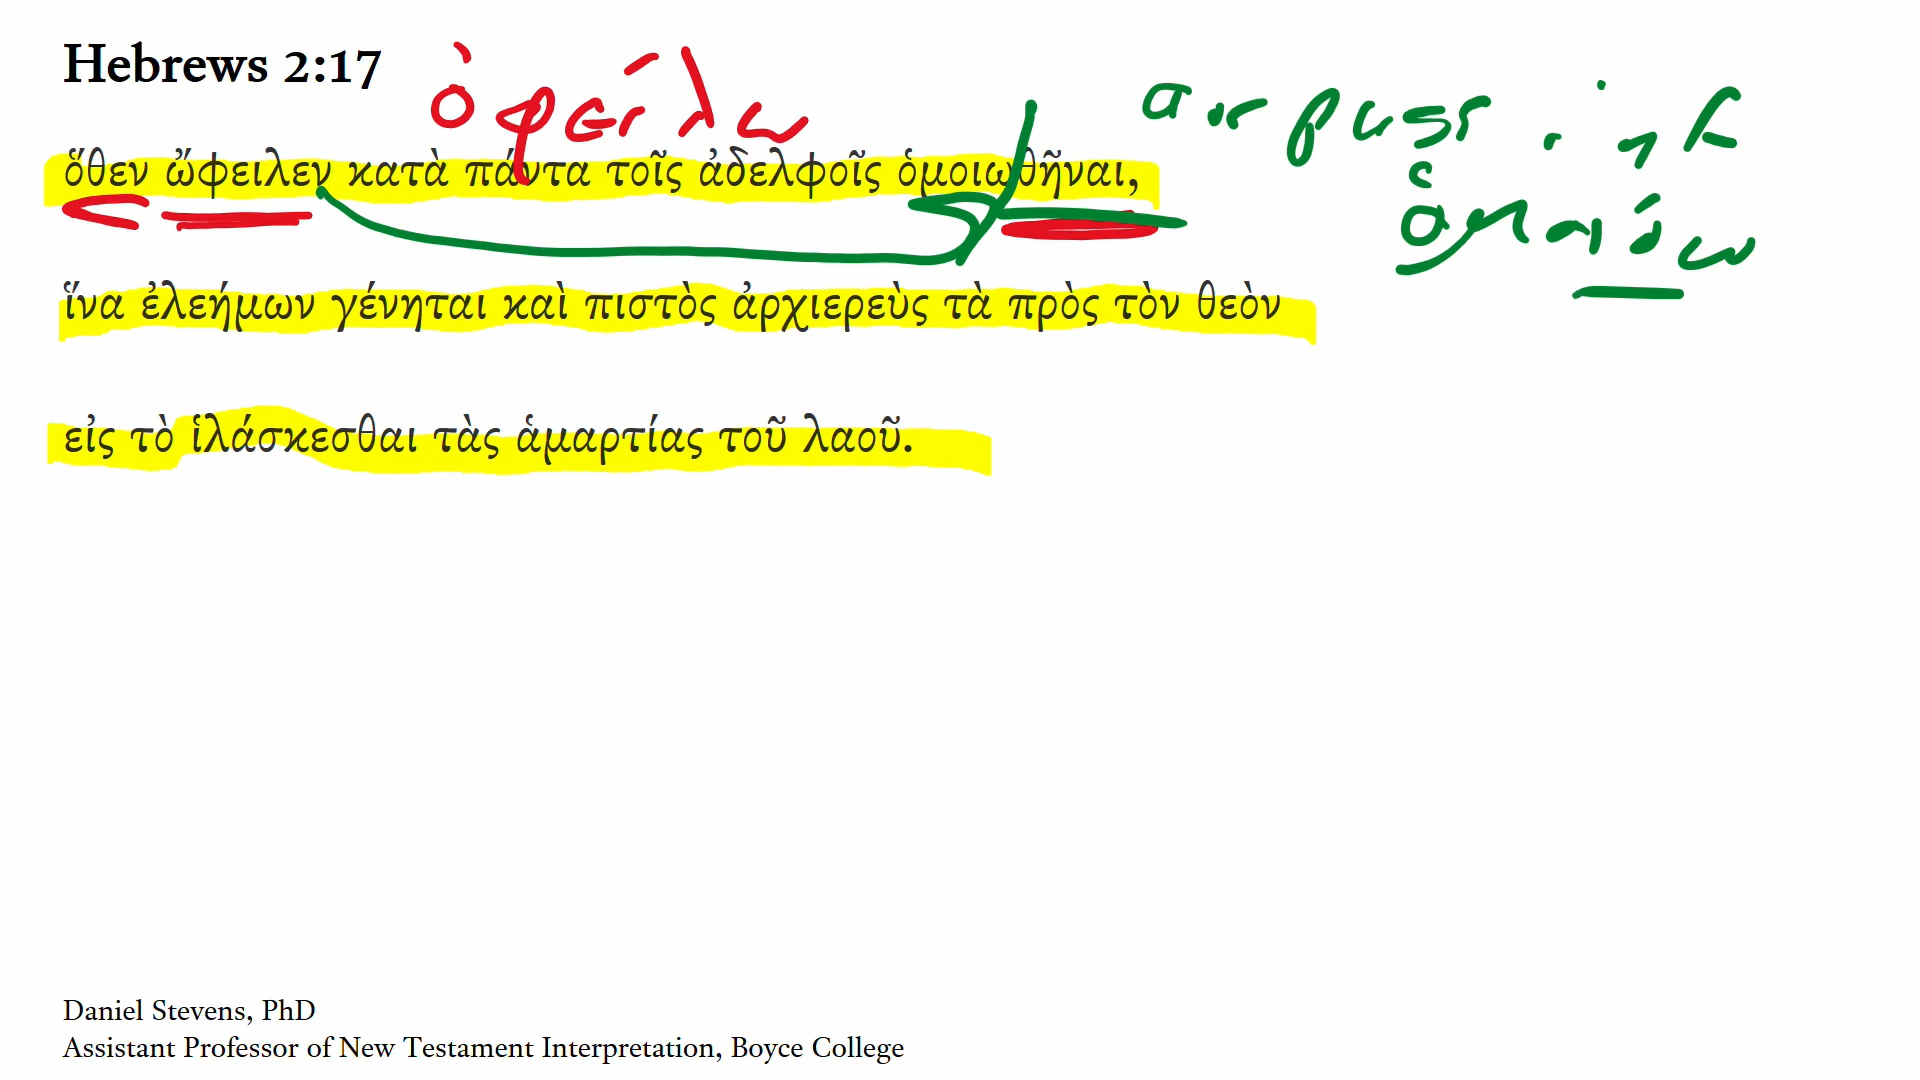 Hebrews 2:17
ὀφείλω
αορ pass. inf.
ὁμοιόω
ὅθεν ὤφειλεν κατὰ πάντα τοῖς ἀδελφοῖς ὁμοιωθῆναι,
ἵνα ἐλεήμων γένηται καὶ πιστὸς ἀρχιερεὺς τὰ πρὸς τὸν θεὸν
εἰς τὸ ἱλάσκεσθαι τὰς ἁμαρτίας τοῦ λαοῦ.
Daniel Stevens, PhD
Assistant Professor of New Testament Interpretation, Boyce College